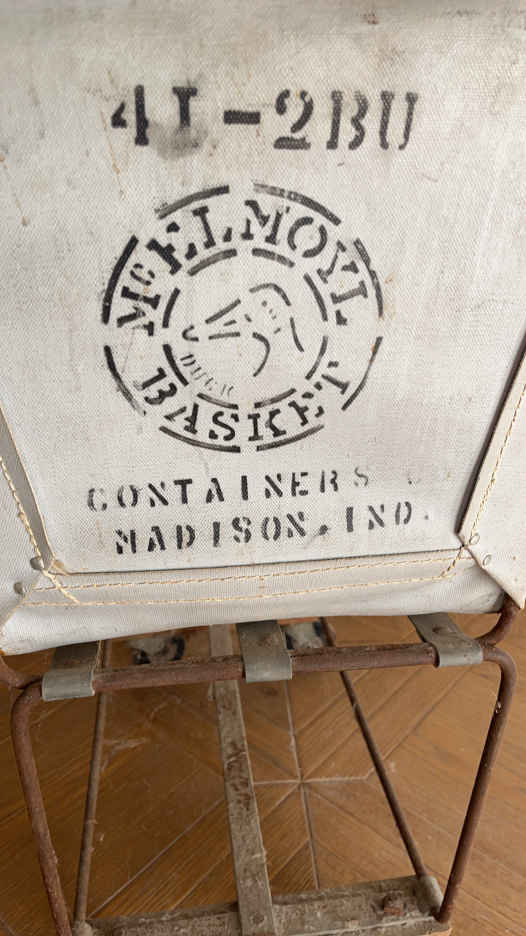 41-2BU
McELMOYL
DUCK
BASKET
CONTAINERS
MADISON, IND.